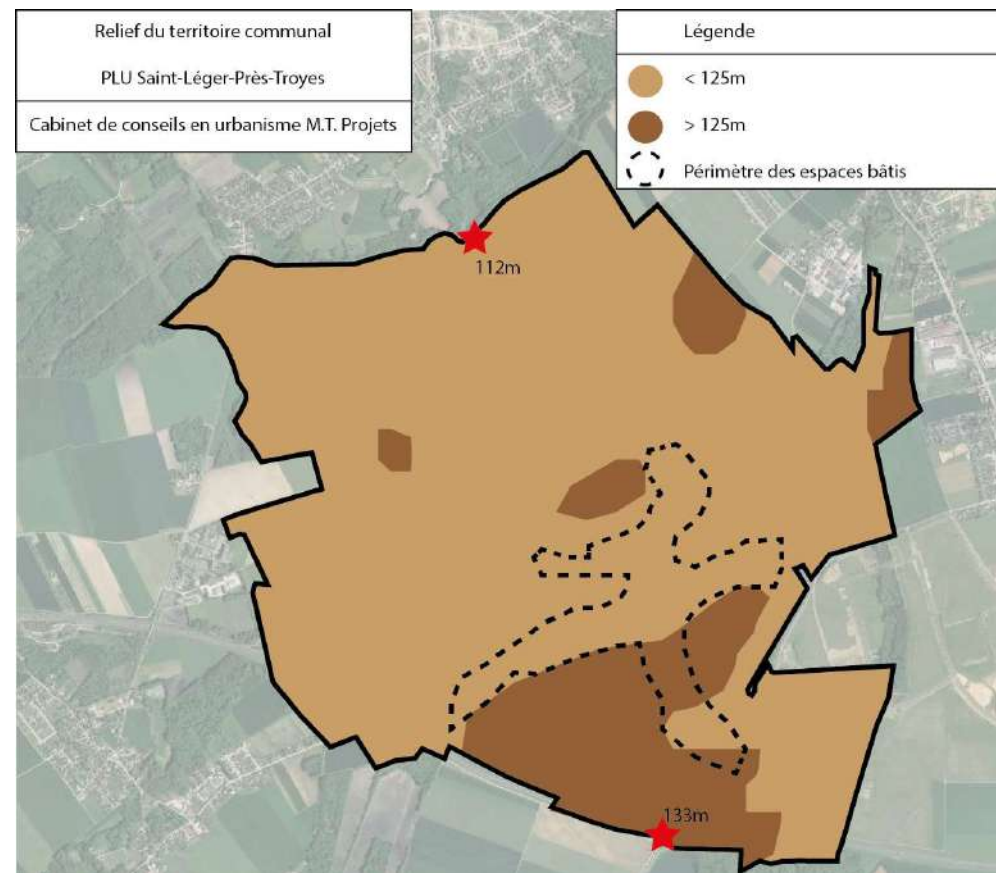 Relief du territoire communal
PLU Saint-Léger-Près-Troyes
Cabinet de conseils en urbanisme M.T. Projets
Légende
< 125m
> 125m
Périmètre des espaces bâtis
112m
133m